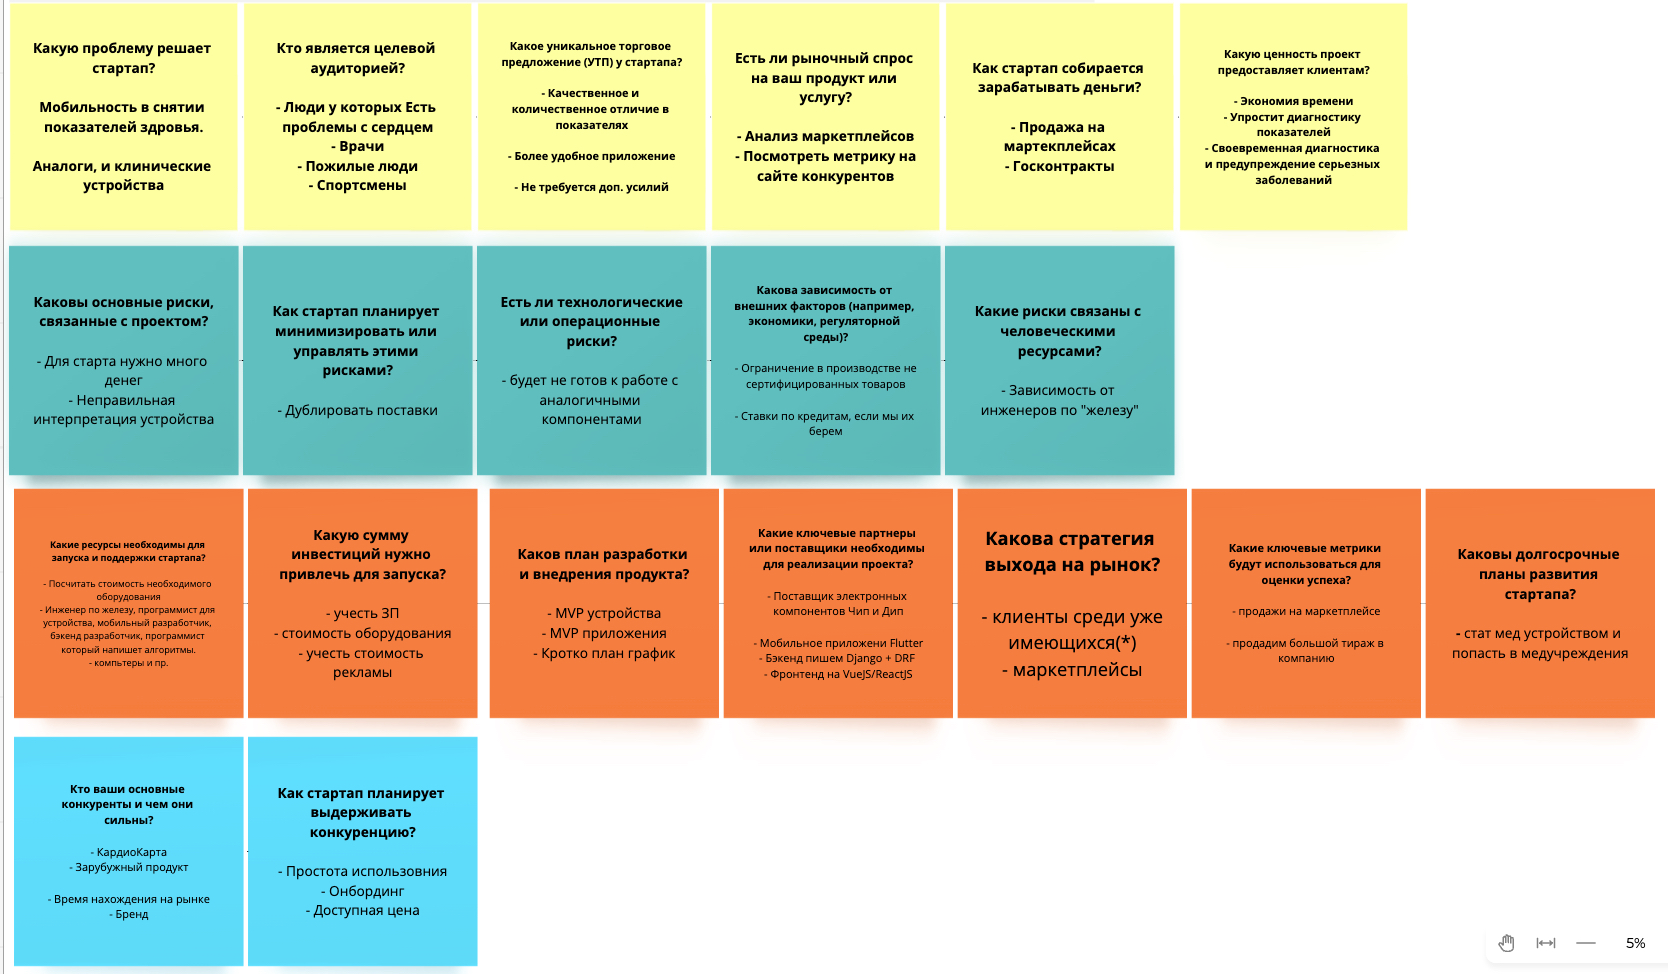 Какую проблему решает
стартап?
Мобильность в снятии
показателей здровья.
Аналоги, и клинические
устройства
Кто является целевой
аудиторией?
- Люди у которых Есть
проблемы с сердцем
- Врачи
- Пожилые люди
- Спортсмены
Какое уникальное торговое
предложение (УТП) у стартапа?
- Качественное и
количественное отличие в
показателях
- Более удобное приложение
- Не требуется доп. усилий
Есть ли рыночный спрос
на ваш продукт или
услугу?
- Анализ маркетплейсов
- Посмотреть метрику на
сайте конкурентов
Как стартап собирается
зарабатывать деньги?
- Продажа на
мартекплейсах
- Госконтракты
Какую ценность проект
предоставляет клиентам?
- Экономия времени
- Упростит диагностику
показателей
- Своевременная диагностика
и предупреждение серьезных
заболеваний
Каковы основные риски,
связанные с проектом?
- Для старта нужно много
денег
- Неправильная
интерпретация устройства
Как стартап планирует
минимизировать или
управлять этими
рисками?
- Дублировать поставки
Есть ли технологические
или операционные
риски?
- будет не готов к работе с
аналогичными
компонентами
Какова зависимость от
внешних факторов (например,
экономики, регуляторной
среды)?
- Ограничение в производстве не
сертифицированных товаров
- Ставки по кредитам, если мы их
берем
Какие риски связаны с
человеческими
ресурсами?
- Зависимость от
инженеров по "железу"
Какие ресурсы необходимы для
запуска и поддержки стартапа?
- Посчитать стоимость необходимого
оборудования
- Инженер по железу, программист для
устройства, мобильный разработчик,
бэкенд разработчик, программист
который напишет алгоритмы.
- компьтеры и пр.
Какую сумму
инвестиций нужно
привлечь для запуска?
- учесть ЗП
- стоимость оборудования
- учесть стоимость
рекламы
Каков план разработки
и внедрения продукта?
- MVP устройства
- MVP приложения
- Кротко план график
Какие ключевые партнеры
или поставщики необходимы
для реализации проекта?
- Поставщик электронных
компонентов Чип и Дип
- Мобильное приложени Flutter
- Бэкенд пишем Django + DRF
- Фронтенд на VueJS/ReactJS
Какова стратегия
выхода на рынок?
- клиенты среди уже
имеющихся(*)
- маркетплейсы
Какие ключевые метрики
будут использоваться для
оценки успеха?
- продажи на маркетплейсе
- продадим большой тираж в
компанию
Каковы долгосрочные
планы развития
стартапа?
- стат мед устройством и
попасть в медучреждения
Кто ваши основные
конкуренты и чем они
сильны?
- КардиоКарта
- Зарубужный продукт
- Время нахождения на рынке
- Бренд
Как стартап планирует
выдерживать
конкуренцию?
- Простота использовния
- Онбординг
- Доступная цена
5%